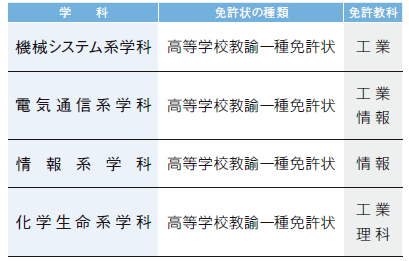 学科 免許状の種類 免許教科
機械システム系学科 高等学校教諭一種免許状 工業
電気通信系学科 高等学校教諭一種免許状 工業
情報
情報系学科 高等学校教諭一種免許状 情報
化学生命系学科 高等学校教諭一種免許状 工業
理科